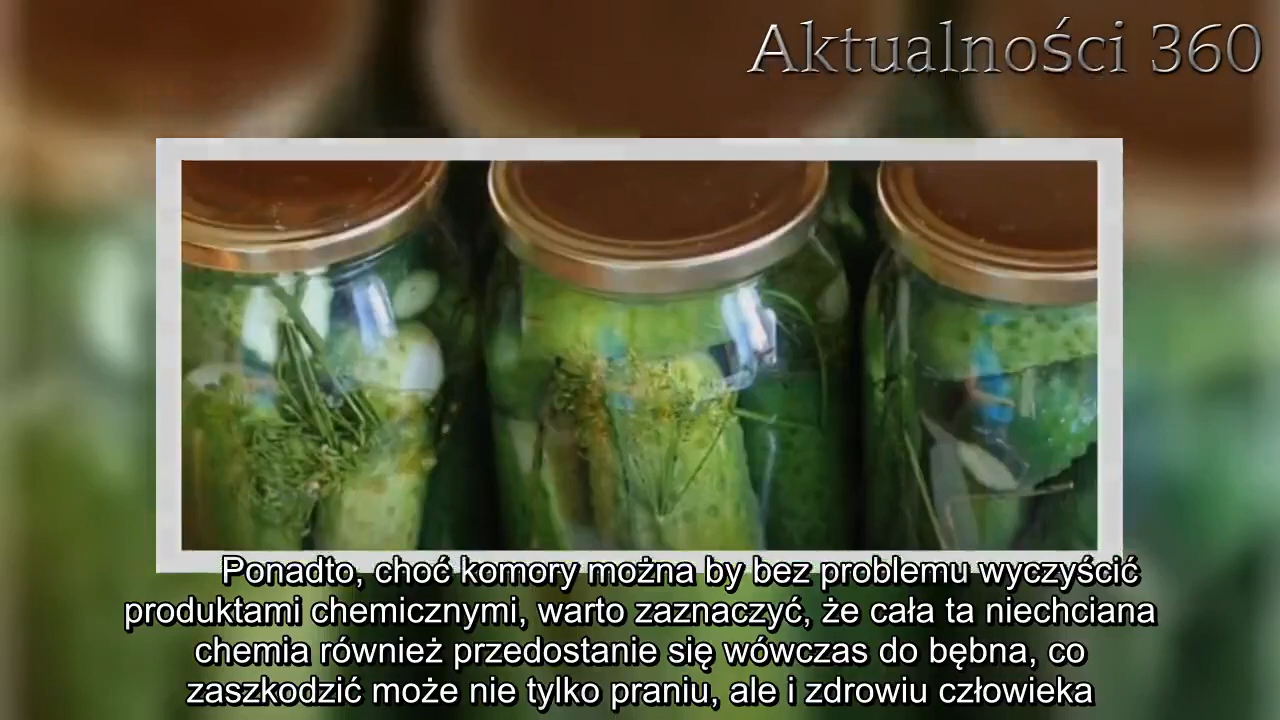 Aktualności 360
Ponadto, choć komory można by bez problemu wyczyścić
produktami chemicznymi, warto zaznaczyć, że cała ta niechciana
chemia również przedostanie się wówczas do bębna, co
zaszkodzić może nie tylko praniu, ale i zdrowiu człowieka